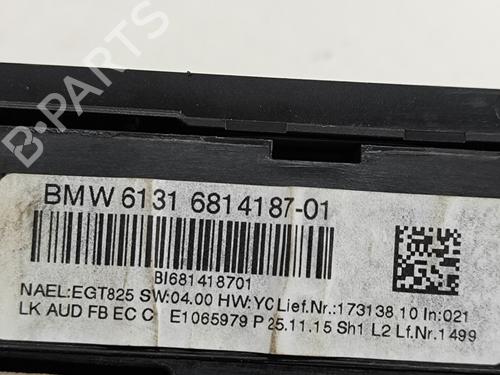 BMW 6131 6814187-01
BI681418701
NAEL:EGT825 SW:04.00 HW:Y0 Lief.Nr.:173138.10 In:021
LK AUD FB EC C E1065979 P 25.11.15 Sh1 L2 Lf.Nr.1499
B-PARTS